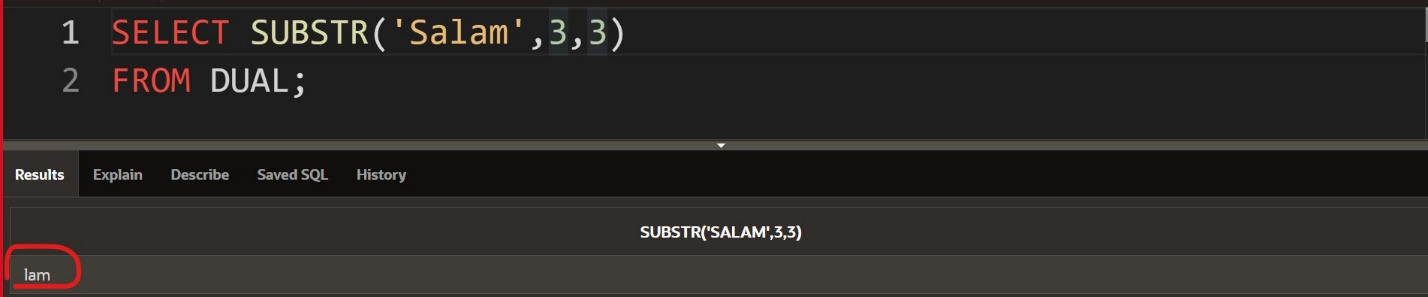 1 SELECT SUBSTR('Salam',3,3)
2 FROM DUAL;
Results Explain Describe Saved SQL History
SUBSTR('SALAM',3,3)
lam